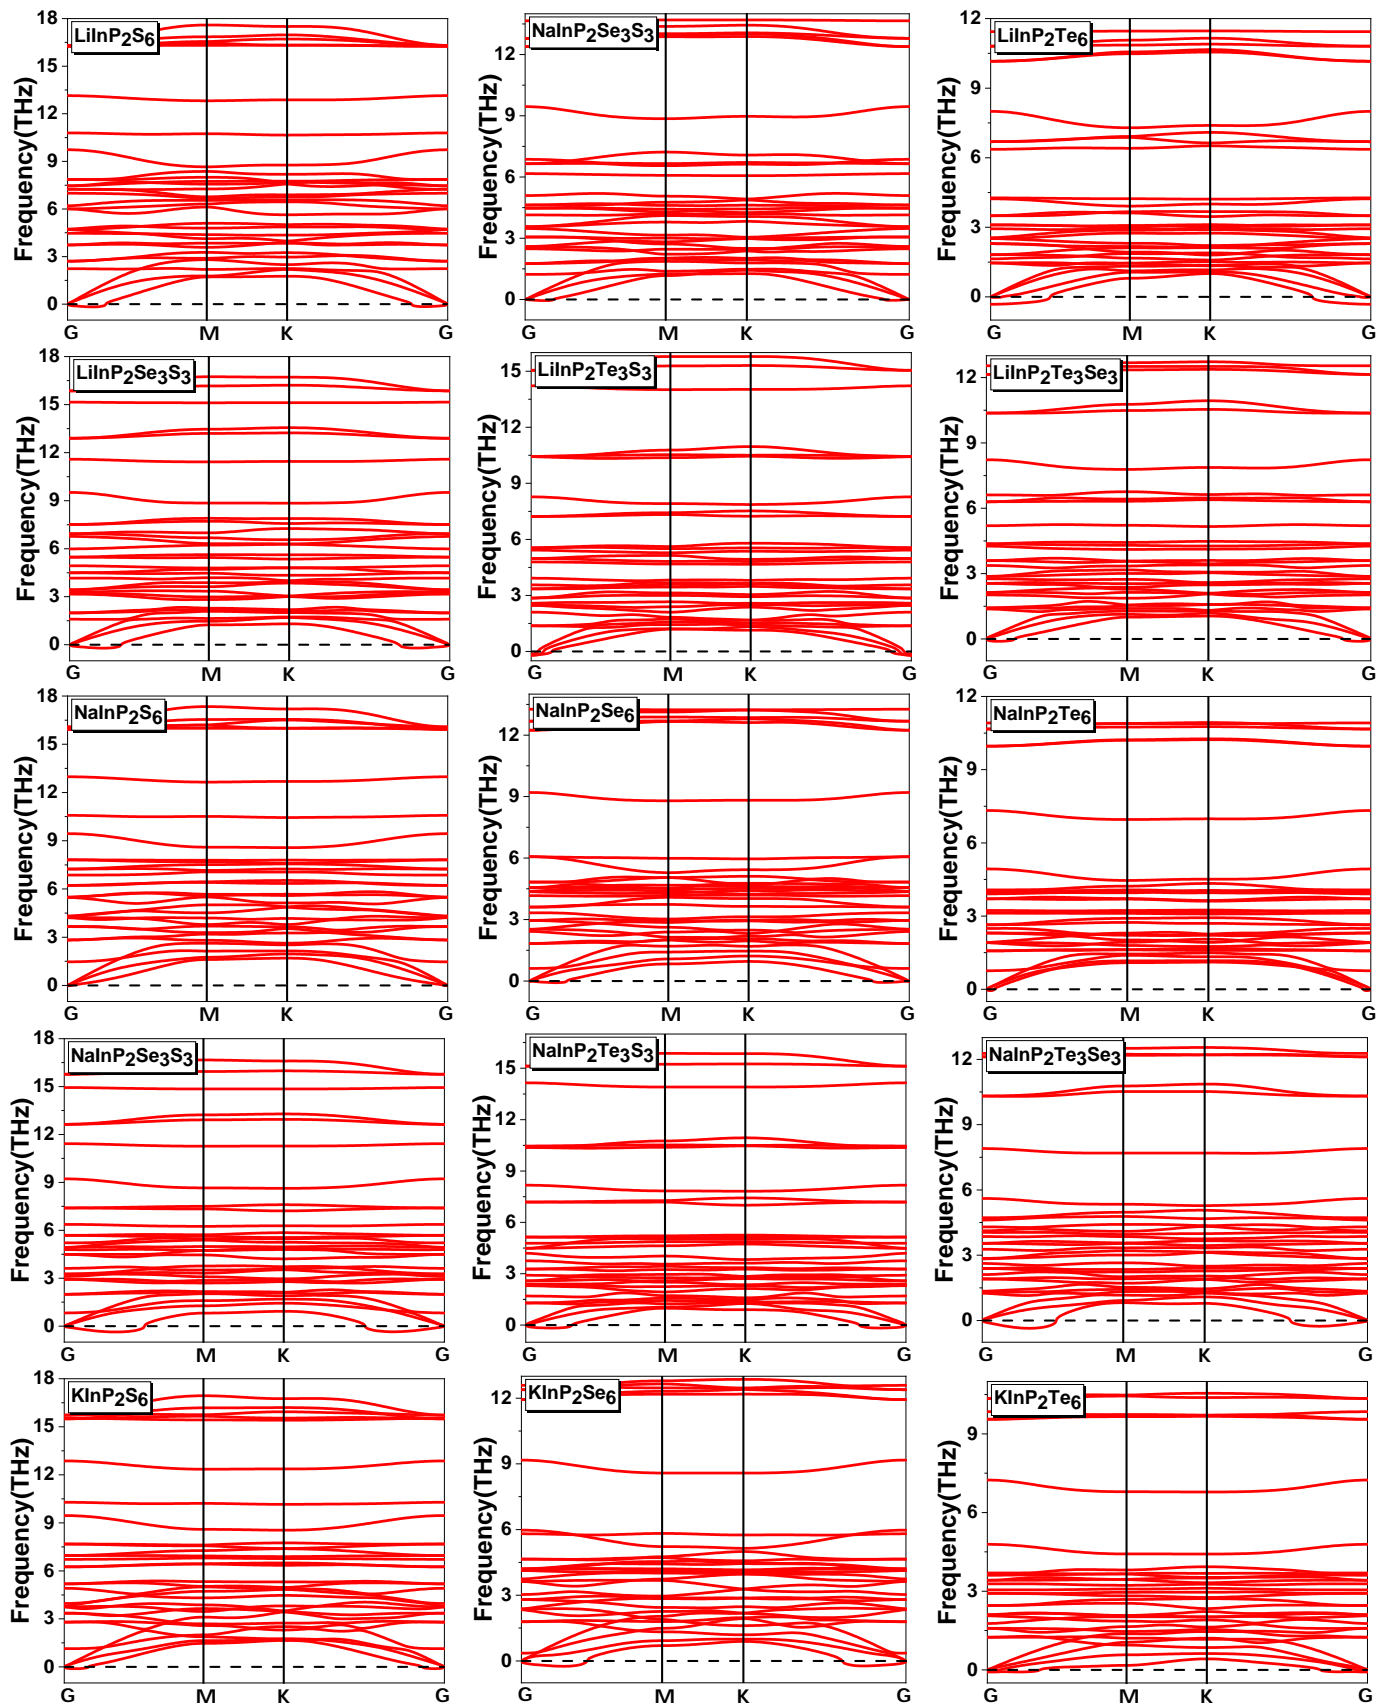 LiInP2S6
Frequency(THz)
18
15
12
9
6
3
0
G M K G
NaInP2Se3S3
Frequency(THz)
12
9
6
3
0
G M K G
LiInP2Te6
Frequency(THz)
12
9
6
3
0
G M K G
LiInP2Se3S3
Frequency(THz)
18
15
12
9
6
3
0
G M K G
LiInP2Te3S3
Frequency(THz)
15
12
9
6
3
0
G M K G
LiInP2Te3Se3
Frequency(THz)
12
9
6
3
0
G M K G
NaInP2S6
Frequency(THz)
18
15
12
9
6
3
0
G M K G
NaInP2Se6
Frequency(THz)
12
9
6
3
0
G M K G
NaInP2Te6
Frequency(THz)
12
9
6
3
0
G M K G
NaInP2Se3S3
Frequency(THz)
18
15
12
9
6
3
0
G M K G
NaInP2Te3S3
Frequency(THz)
15
12
9
6
3
0
G M K G
NaInP2Te3Se3
Frequency(THz)
12
9
6
3
0
G M K G
KInP2S6
Frequency(THz)
18
15
12
9
6
3
0
G M K G
KInP2Se6
Frequency(THz)
12
9
6
3
0
G M K G
KInP2Te6
Frequency(THz)
9
6
3
0
G M K G